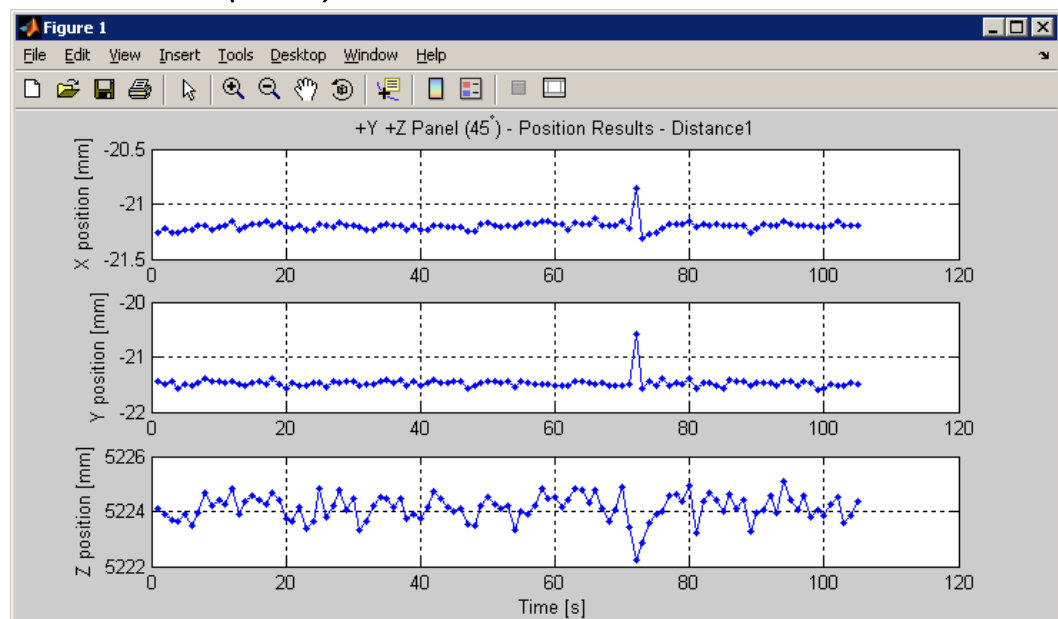 Figure 1
File Edit View Insert Tools Desktop Window Help
+Y +Z Panel (45°) - Position Results - Distance1
X position [mm]
-20.5
-21
-21.5
0 20 40 60 80 100 120
Y position [mm]
-20
-21
-22
0 20 40 60 80 100 120
Z position [mm]
5226
5224
5222
0 20 40 60 80 100 120
Time [s]